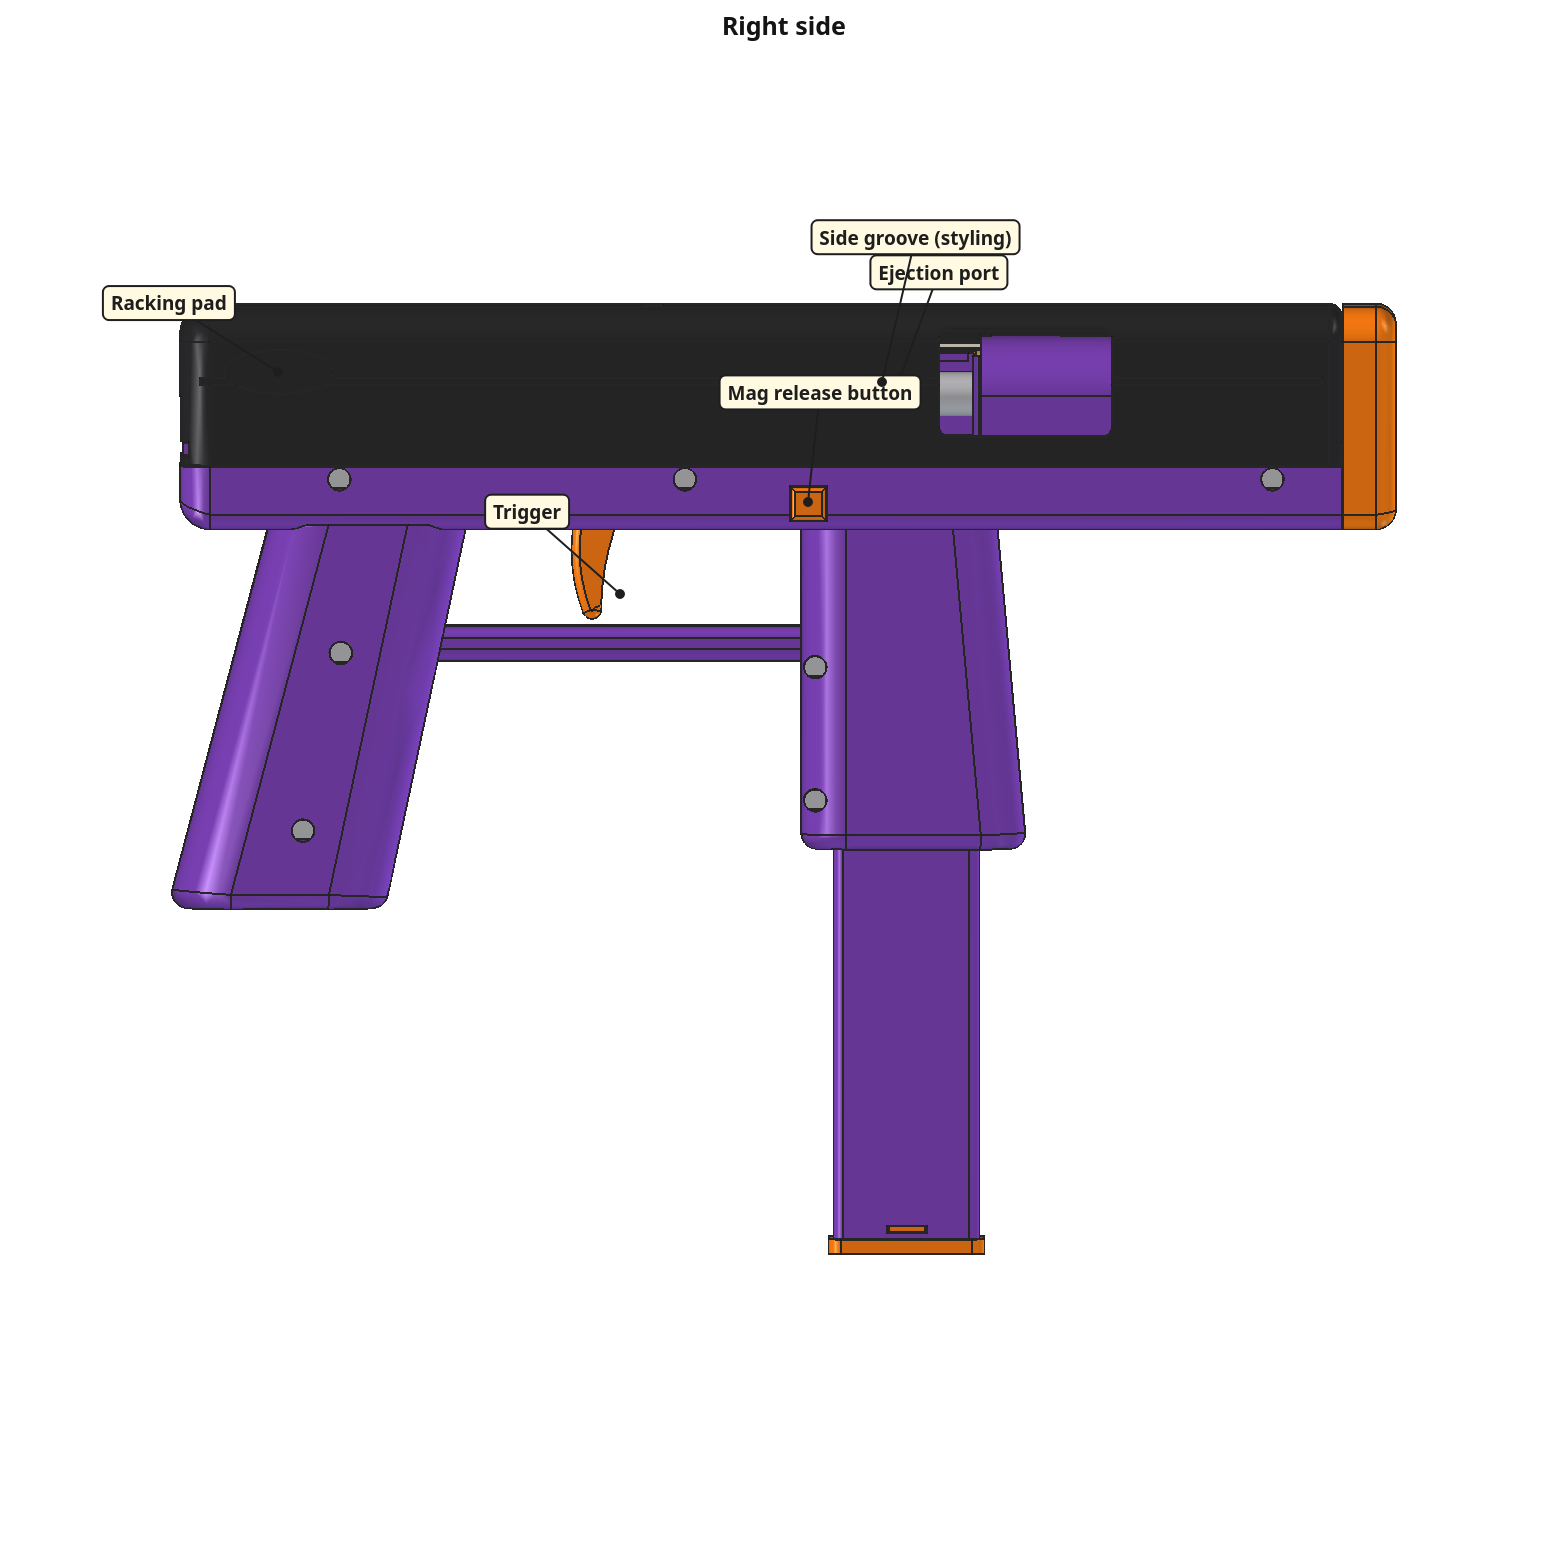 Right side
Side groove (styling)
Ejection port
Racking pad
Mag release button
Trigger